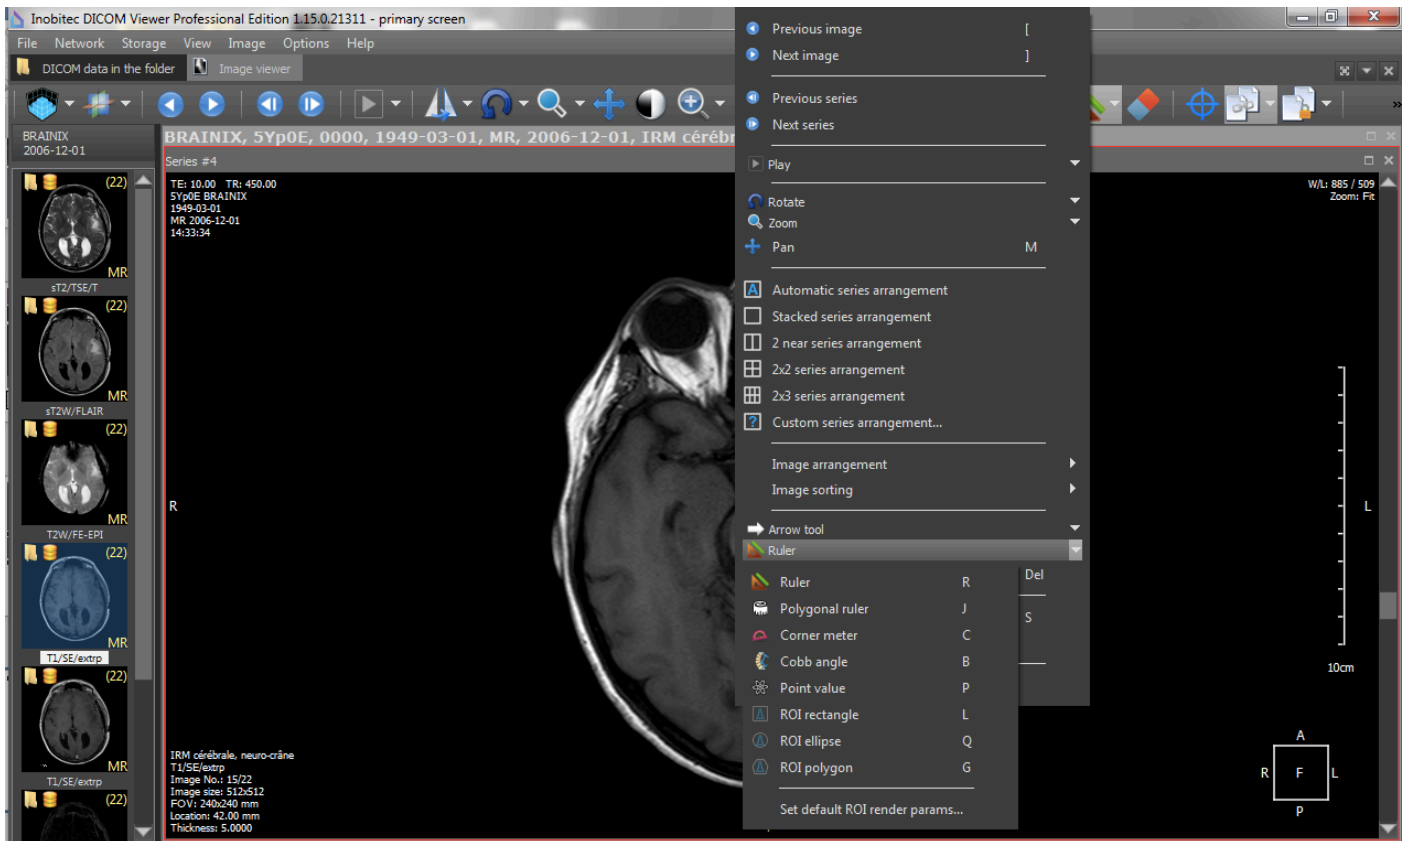 Inobitec DICOM Viewer Professional Edition 1.15.0.21311 - primary screen
File Network Storage View Image Options Help
DICOM data in the folder Image viewer
BRAINIX
2006-12-01
BRAINIX, 5Yp0E, 0000, 1949-03-01, MR, 2006-12-01, IRM cérébr
Series #4
(22)
MR
sT2/TSE/T
(22)
MR
sT2W/FLAIR
(22)
MR
T2W/FE-EPI
(22)
MR
T1/SE/extrp
(22)
MR
T1/SE/extrp
(22)
TE: 10.00 TR: 450.00
5Yp0E BRAINIX
1949-03-01
MR 2006-12-01
14:33:34
W/L: 885 / 509
Zoom: Fit
R
L
10cm
IRM cérébrale, neuro-crâne
T1/SE/extrp
Image No.: 15/22
Image size: 512x512
FOV: 240x240 mm
Location: 42.00 mm
Thickness: 5.0000
A
R F L
P
Previous image [
Next image ]
Previous series
Next series
Play
Rotate
Zoom
Pan M
A Automatic series arrangement
Stacked series arrangement
2 near series arrangement
2x2 series arrangement
2x3 series arrangement
? Custom series arrangement...
Image arrangement
Image sorting
Arrow tool
Ruler
Del
S
Ruler R
Polygonal ruler J
Corner meter C
Cobb angle B
Point value P
ROI rectangle L
ROI ellipse Q
ROI polygon G
Set default ROI render params...